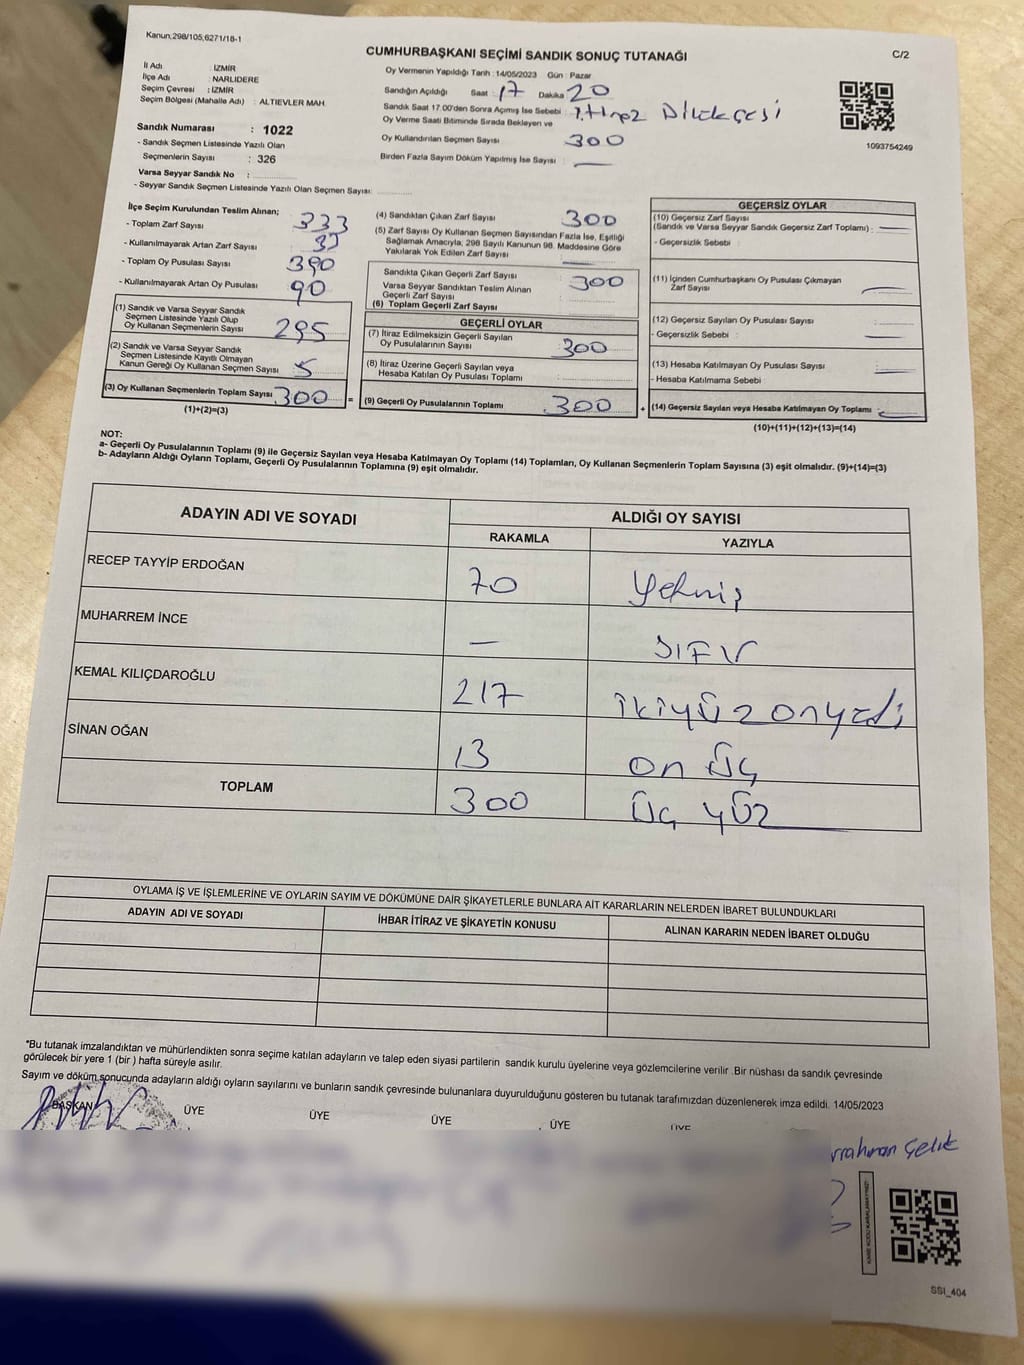 Kanun,298/105,6271/18-1
CUMHURBAŞKANI SEÇİMİ SANDIK SONUÇ TUTANAĞI
C/2
İl Adı : İZMİR
İlçe Adı : NARLIDERE
Seçim Çevresi : İZMİR
Seçim Bölgesi (Mahalle Adı) : ALTIEVLER MAH.
Sandık Numarası : 1022
- Sandık Seçmen Listesinde Yazılı Olan
Seçmenlerin Sayısı : 326
Varsa Seyyar Sandık No :
- Seyyar Sandık Seçmen Listesinde Yazılı Olan Seçmen Sayısı:
Oy Vermenin Yapıldığı Tarih :14/05/2023 Gün : Pazar
Sandığın Açıldığı Saat : 17 Dakika 20
Sandık Saat 17.00'den Sonra Açılmış İse Sebebi : Dilekçesi
Oy Verme Saati Bitiminde Sırada Bekleyen ve
Oy Kullandırılan Seçmen Sayısı : 300
Birden Fazla Sayım Döküm Yapılmış İse Sayısı : —
1093754249
İlçe Seçim Kurulundan Teslim Alınan;
- Toplam Zarf Sayısı : 333
- Kullanılmayarak Artan Zarf Sayısı :
- Toplam Oy Pusulası Sayısı : 390
- Kullanılmayarak Artan Oy Pusulası : 90
(1) Sandık ve Varsa Seyyar Sandık
Seçmen Listesinde Yazılı Olup
Oy Kullanan Seçmenlerin Sayısı : 295
(2) Sandık ve Varsa Seyyar Sandık
Seçmen Listesinde Kayıtlı Olmayan
Kanun Gereği Oy Kullanan Seçmen Sayısı : 5
(3) Oy Kullanan Seçmenlerin Toplam Sayısı : 300 =
(1)+(2)=(3)
(4) Sandıktan Çıkan Zarf Sayısı : 300
(5) Zarf Sayısı Oy Kullanan Seçmen Sayısından Fazla İse, Eşitliği
Sağlamak Amacıyla, 298 Sayılı Kanunun 98. Maddesine Göre
Yakılarak Yok Edilen Zarf Sayısı : —
Sandıkta Çıkan Geçerli Zarf Sayısı : 300
Varsa Seyyar Sandıktan Teslim Alınan
Geçerli Zarf Sayısı :
(6) Toplam Geçerli Zarf Sayısı :
GEÇERLİ OYLAR
(7) İtiraz Edilmeksizin Geçerli Sayılan
Oy Pusulalarının Sayısı : 300
(8) İtiraz Üzerine Geçerli Sayılan veya
Hesaba Katılan Oy Pusulası Toplamı :
(9) Geçerli Oy Pusulalarının Toplamı : 300 +
GEÇERSİZ OYLAR
(10) Geçersiz Zarf Sayısı
(Sandık ve Varsa Seyyar Sandık Geçersiz Zarf Toplamı) : —
- Geçersizlik Sebebi :
(11) İçinden Cumhurbaşkanı Oy Pusulası Çıkmayan
Zarf Sayısı : —
(12) Geçersiz Sayılan Oy Pusulası Sayısı :
- Geçersizlik Sebebi : —
(13) Hesaba Katılmayan Oy Pusulası Sayısı : —
- Hesaba Katılmama Sebebi
(14) Geçersiz Sayılan veya Hesaba Katılmayan Oy Toplamı : —
(10)+(11)+(12)+(13)=(14)
NOT:
a- Geçerli Oy Pusulalarının Toplamı (9) ile Geçersiz Sayılan veya Hesaba Katılmayan Oy Toplamı (14) Toplamları, Oy Kullanan Seçmenlerin Toplam Sayısına (3) eşit olmalıdır. (9)+(14)=(3)
b- Adayların Aldığı Oyların Toplamı, Geçerli Oy Pusulalarının Toplamına (9) eşit olmalıdır.
ADAYIN ADI VE SOYADI ALDIĞI OY SAYISI
RAKAMLA YAZIYLA
RECEP TAYYİP ERDOĞAN 70 Yetmiş
MUHARREM İNCE — SIFIR
KEMAL KILIÇDAROĞLU 217 ikiyüzonyedi
SİNAN OĞAN 13 on üç
TOPLAM 300 Üç yüz
OYLAMA İŞ VE İŞLEMLERİNE VE OYLARIN SAYIM VE DÖKÜMÜNE DAİR ŞİKAYETLERLE BUNLARA AİT KARARLARIN NELERDEN İBARET BULUNDUKLARI
ADAYIN ADI VE SOYADI İHBAR İTİRAZ VE ŞİKAYETİN KONUSU ALINAN KARARIN NEDEN İBARET OLDUĞU
*Bu tutanak imzalandıktan ve mühürlendikten sonra seçime katılan adayların ve talep eden siyasi partilerin sandık kurulu üyelerine veya gözlemcilerine verilir .Bir nüshası da sandık çevresinde
görülecek bir yere 1 (bir ) hafta süreyle asılır.
Sayım ve döküm sonucunda adayların aldığı oyların sayılarını ve bunların sandık çevresinde bulunanlara duyurulduğunu gösteren bu tutanak tarafımızdan düzenlenerek imza edildi. 14/05/2023
BAŞKAN ÜYE ÜYE ÜYE ÜYE ÜYE
rrahman Çelik
SSI_404